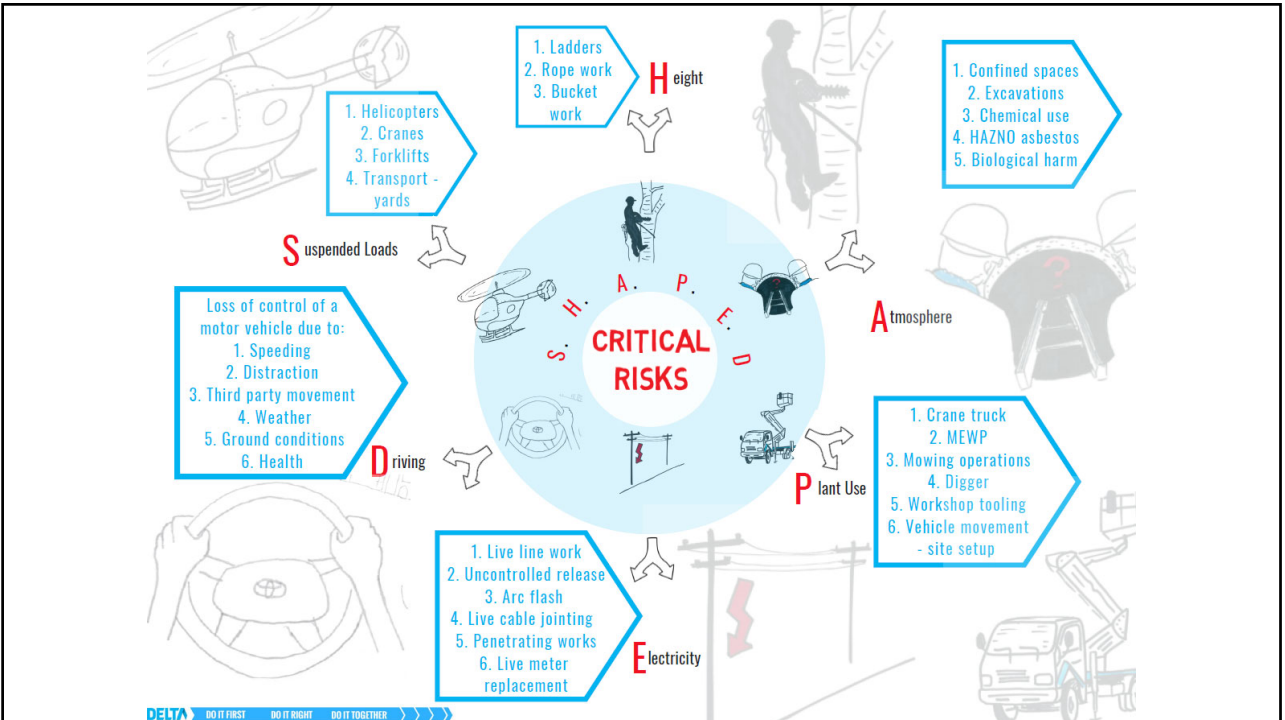 1. Ladders
2. Rope work
3. Bucket
work
Height
1. Confined spaces
2. Excavations
3. Chemical use
4. HAZNO asbestos
5. Biological harm
1. Helicopters
2. Cranes
3. Forklifts
4. Transport -
yards
Suspended Loads
Atmosphere
S. H. A. P. E. D
CRITICAL
RISKS
?
Loss of control of a
motor vehicle due to:
1. Speeding
2. Distraction
3. Third party movement
4. Weather
5. Ground conditions
6. Health
Driving
1. Crane truck
2. MEWP
3. Mowing operations
4. Digger
5. Workshop tooling
6. Vehicle movement
- site setup
Plant Use
1. Live line work
2. Uncontrolled release
3. Arc flash
4. Live cable jointing
5. Penetrating works
6. Live meter
replacement
Electricity
DELTA DO IT FIRST DO IT RIGHT DO IT TOGETHER